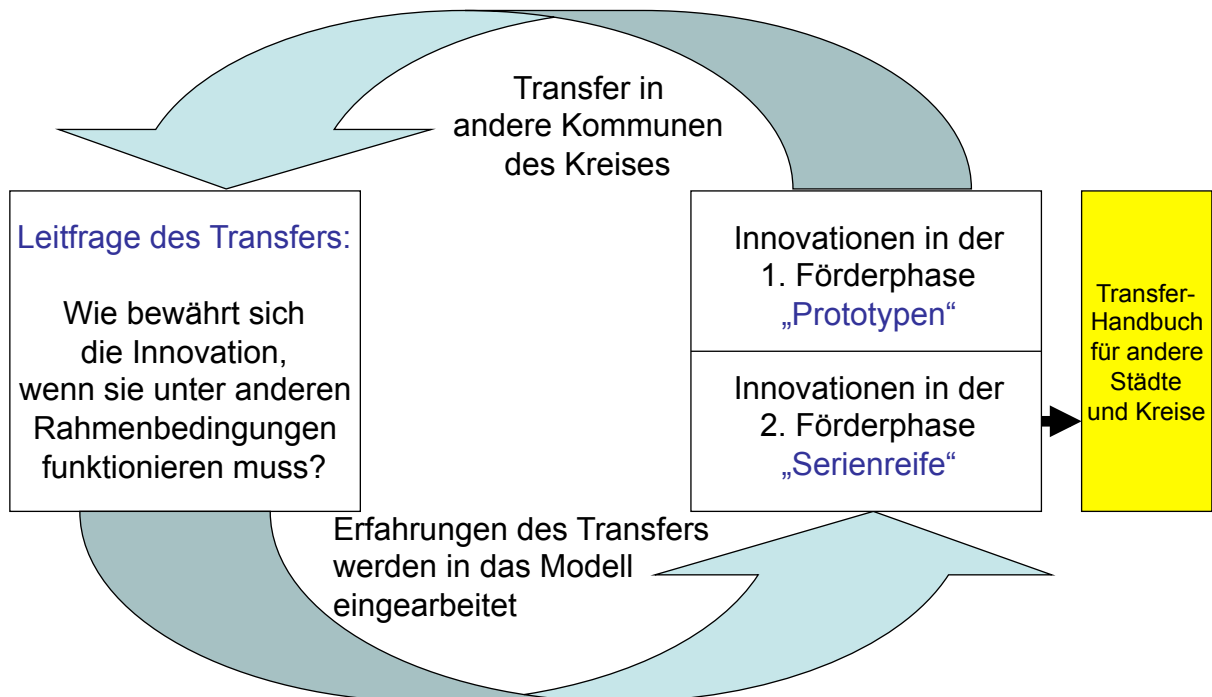 Transfer in
andere Kommunen
des Kreises
Leitfrage des Transfers:
Wie bewährt sich
die Innovation,
wenn sie unter anderen
Rahmenbedingungen
funktionieren muss?
Innovationen in der
1. Förderphase
„Prototypen“
Innovationen in der
2. Förderphase
„Serienreife“
Transfer-
Handbuch
für andere
Städte
und Kreise
Erfahrungen des Transfers
werden in das Modell
eingearbeitet